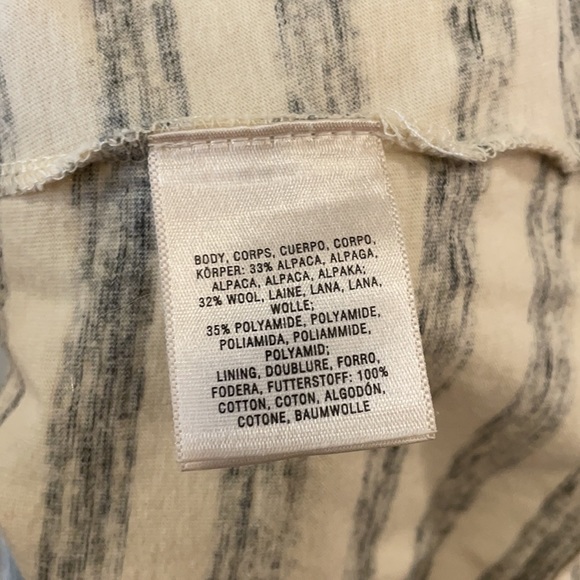 BODY, CORPS, CUERPO, CORPO,
KÖRPER: 33% ALPACA, ALPAGA,
ALPACA, ALPACA, ALPAKA;
32% WOOL, LAINE, LANA, LANA,
WOLLE;
35% POLYAMIDE, POLYAMIDE,
POLIAMIDA, POLIAMMIDE,
POLYAMID;
LINING, DOUBLURE, FORRO,
FODERA, FUTTERSTOFF: 100%
COTTON, COTON, ALGODÓN,
COTONE, BAUMWOLLE